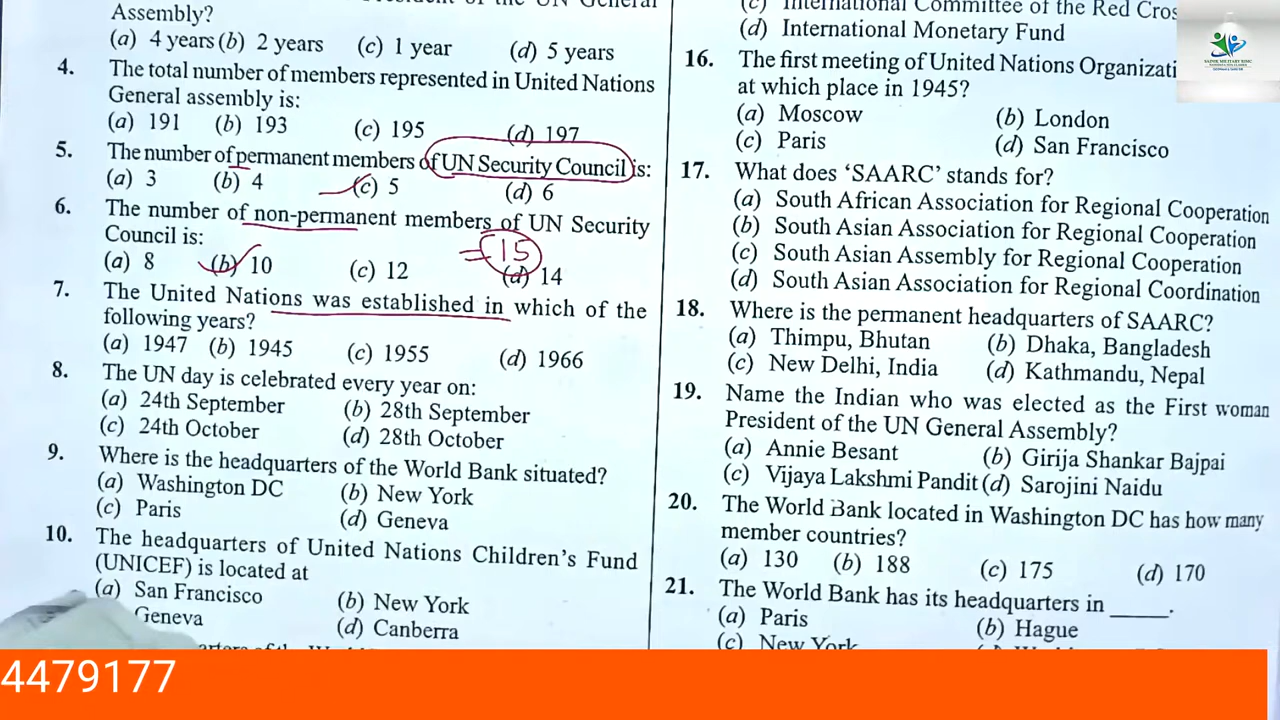 Assembly?
(a) 4 years (b) 2 years (c) 1 year (d) 5 years
4. The total number of members represented in United Nations
General assembly is:
(a) 191 (b) 193 (c) 195 (d) 197
5. The number of permanent members of UN Security Council is:
(a) 3 (b) 4 (c) 5 (d) 6
6. The number of non-permanent members of UN Security
Council is:
= 15
(a) 8 (b) 10 (c) 12 (d) 14
7. The United Nations was established in which of the
following years?
(a) 1947 (b) 1945 (c) 1955 (d) 1966
8. The UN day is celebrated every year on:
(a) 24th September (b) 28th September
(c) 24th October (d) 28th October
9. Where is the headquarters of the World Bank situated?
(a) Washington DC (b) New York
(c) Paris (d) Geneva
10. The headquarters of United Nations Children's Fund
(UNICEF) is located at
(a) San Francisco (b) New York
Geneva (d) Canberra
(c) International Committee of the Red Cros
(d) International Monetary Fund
16. The first meeting of United Nations Organizati
at which place in 1945?
(a) Moscow (b) London
(c) Paris (d) San Francisco
17. What does ‘SAARC’ stands for?
(a) South African Association for Regional Cooperation
(b) South Asian Association for Regional Cooperation
(c) South Asian Assembly for Regional Cooperation
(d) South Asian Association for Regional Coordination
18. Where is the permanent headquarters of SAARC?
(a) Thimpu, Bhutan (b) Dhaka, Bangladesh
(c) New Delhi, India (d) Kathmandu, Nepal
19. Name the Indian who was elected as the First woman
President of the UN General Assembly?
(a) Annie Besant (b) Girija Shankar Bajpai
(c) Vijaya Lakshmi Pandit (d) Sarojini Naidu
20. The World Bank located in Washington DC has how many
member countries?
(a) 130 (b) 188 (c) 175 (d) 170
21. The World Bank has its headquarters in _____.
(a) Paris (b) Hague
(c) New York
4479177